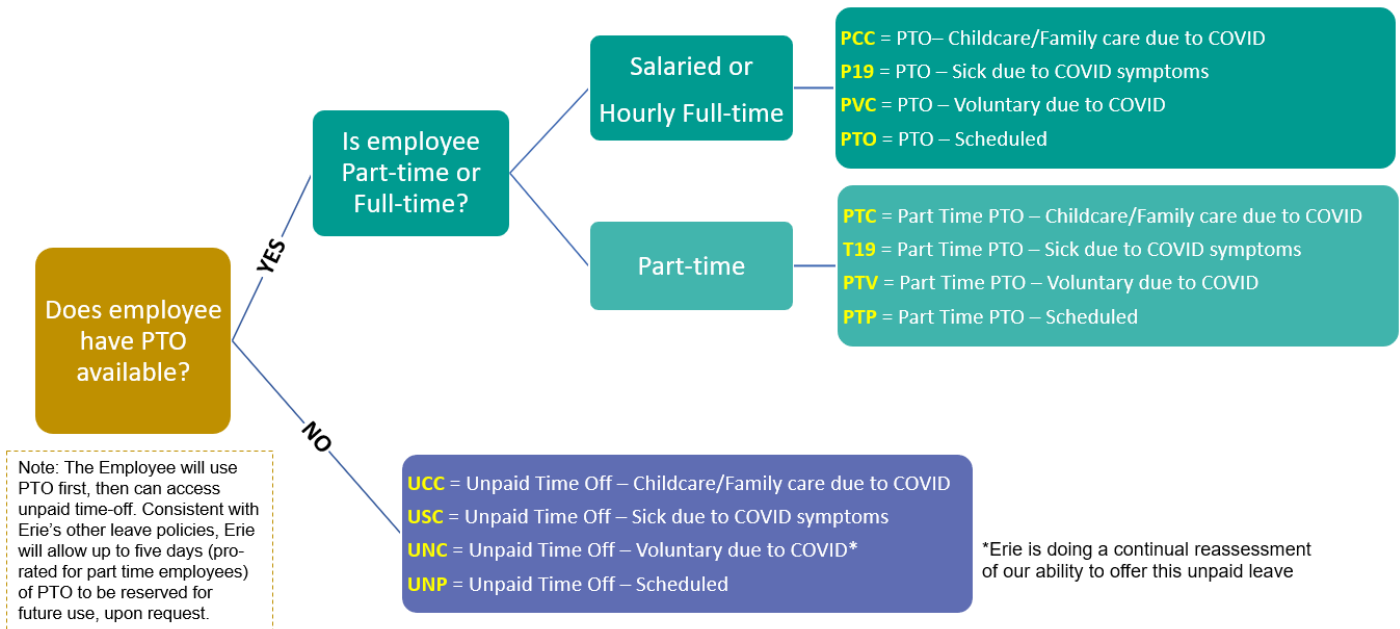 Does employee
have PTO
available?
YES
NO
Is employee
Part-time or
Full-time?
Salaried or
Hourly Full-time
PCC = PTO– Childcare/Family care due to COVID
P19 = PTO – Sick due to COVID symptoms
PVC = PTO – Voluntary due to COVID
PTO = PTO – Scheduled
Part-time
PTC = Part Time PTO – Childcare/Family care due to COVID
T19 = Part Time PTO – Sick due to COVID symptoms
PTV = Part Time PTO – Voluntary due to COVID
PTP = Part Time PTO – Scheduled
UCC = Unpaid Time Off – Childcare/Family care due to COVID
USC = Unpaid Time Off – Sick due to COVID symptoms
UNC = Unpaid Time Off – Voluntary due to COVID*
UNP = Unpaid Time Off – Scheduled
*Erie is doing a continual reassessment
of our ability to offer this unpaid leave
Note: The Employee will use
PTO first, then can access
unpaid time-off. Consistent with
Erie’s other leave policies, Erie
will allow up to five days (pro-
rated for part time employees)
of PTO to be reserved for
future use, upon request.